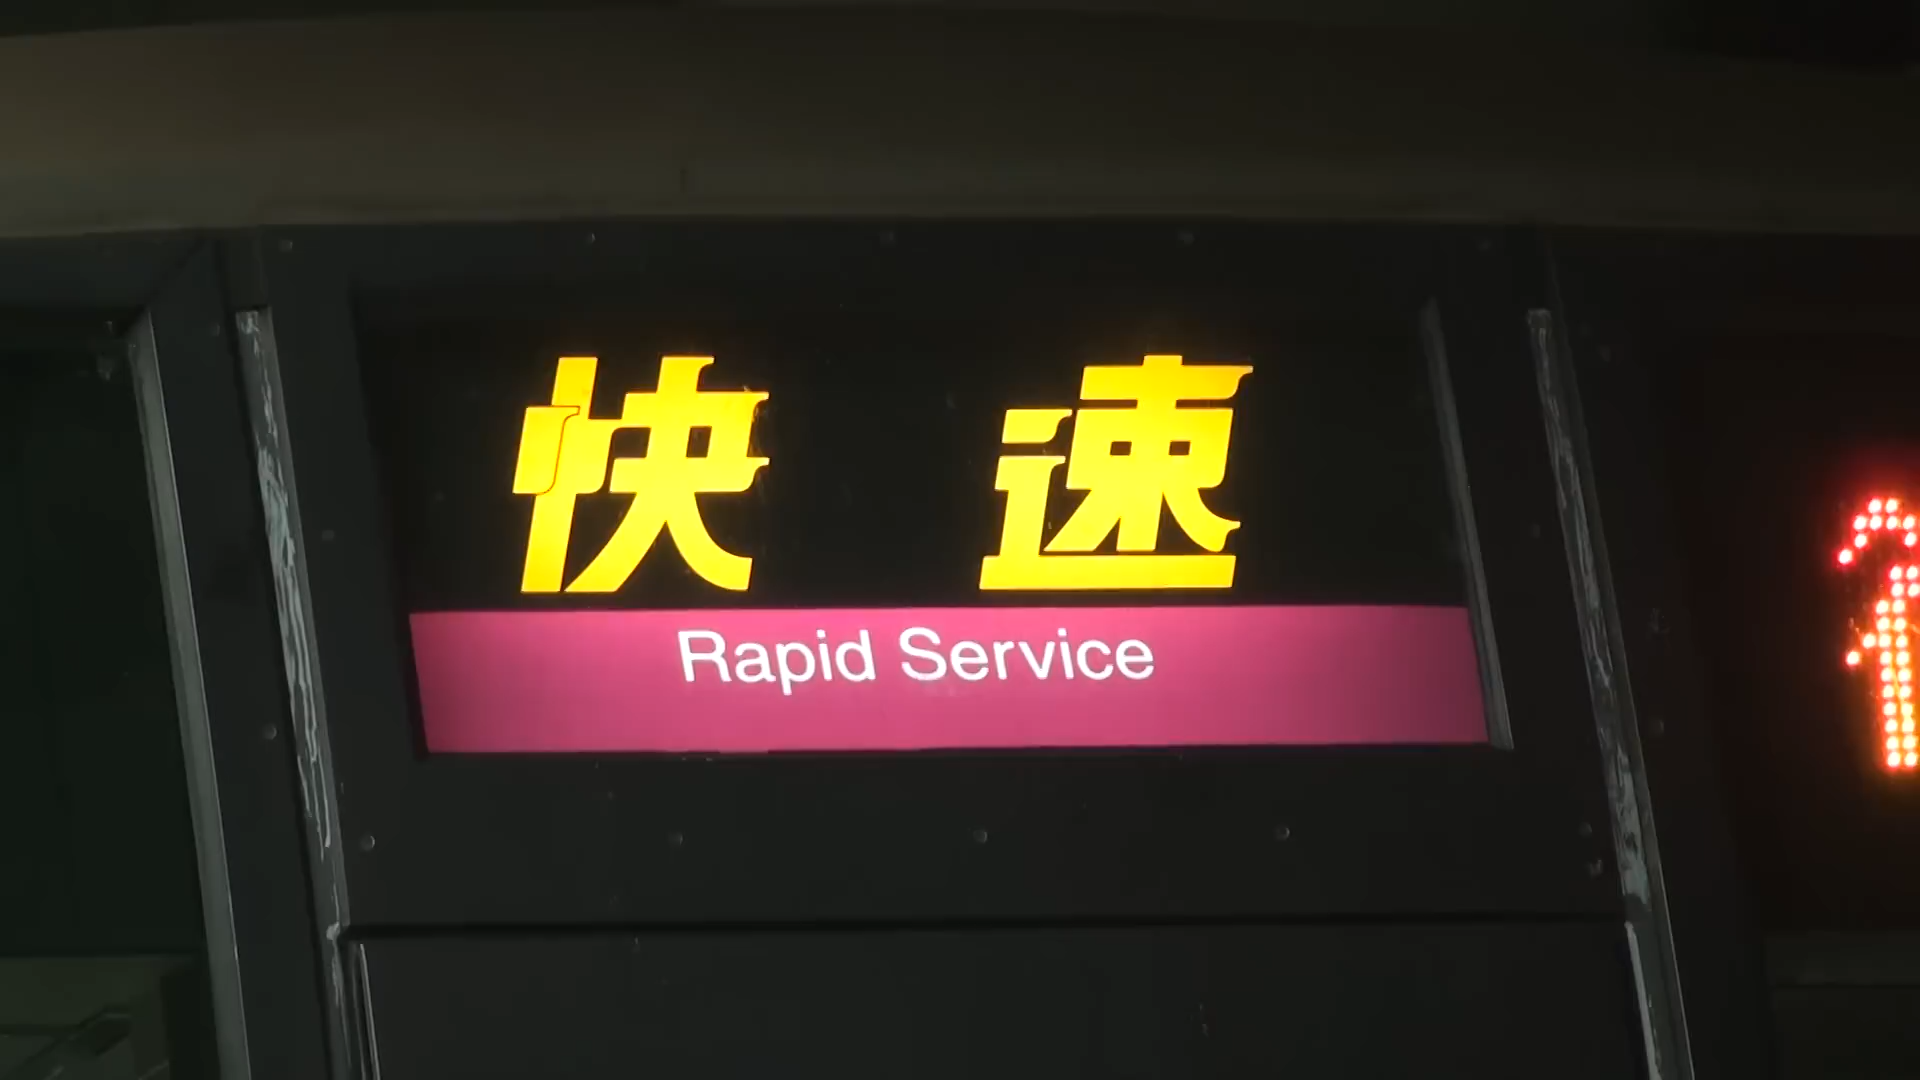 快速
Rapid Service